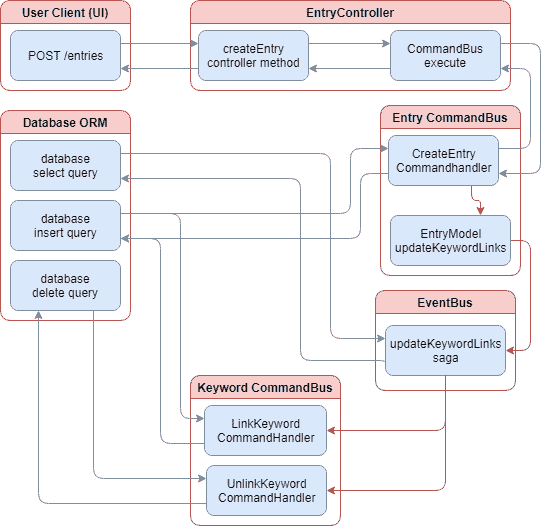 User Client (UI)
POST /entries
EntryController
createEntry
controller method
CommandBus
execute
Database ORM
database
select query
database
insert query
database
delete query
Entry CommandBus
CreateEntry
Commandhandler
EntryModel
updateKeywordLinks
EventBus
updateKeywordLinks
saga
Keyword CommandBus
LinkKeyword
CommandHandler
UnlinkKeyword
CommandHandler